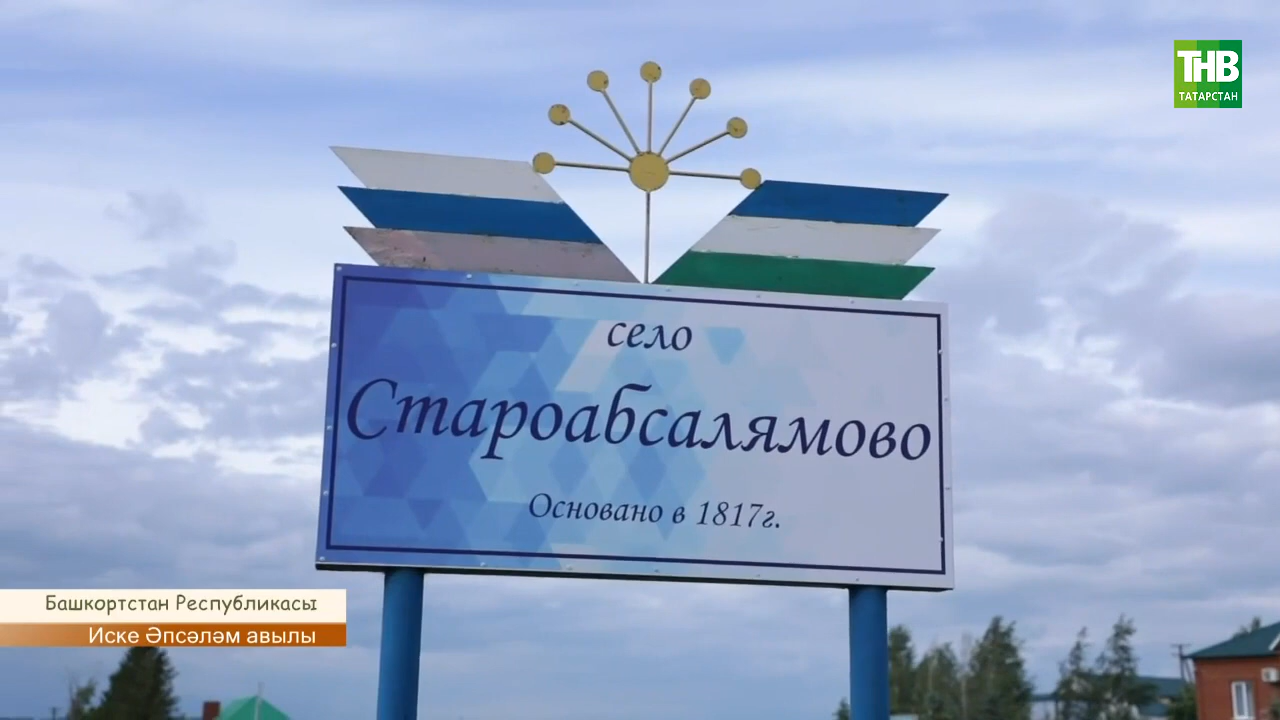 ТНВ
ТАТАРСТАН
село
Староабсалямово
Основано в 1817г.
Башкортстан Республикасы
Иске Әпсәләм авылы